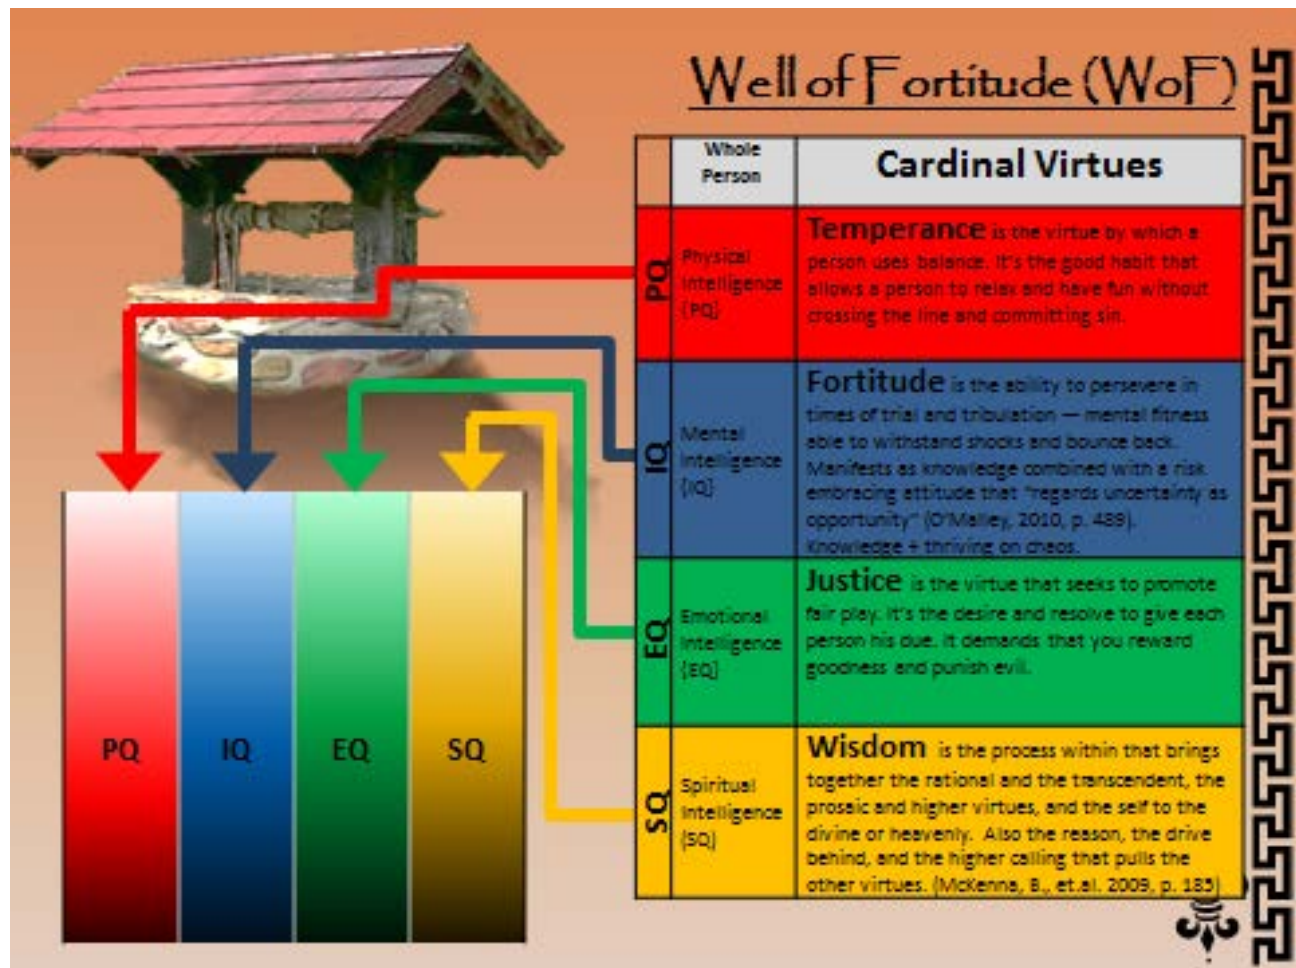 Well of Fortitude (WoF)
Whole
Person
Cardinal Virtues
PQ
Physical
Intelligence
(PQ)
Temperance is the virtue by which a
person uses balance. It's the good habit that
allows a person to relax and have fun without
crossing the line and committing sin.
IQ
Mental
Intelligence
(IQ)
Fortitude is the ability to persevere in
times of trial and tribulation — mental fitness
able to withstand shocks and bounce back.
Manifests as knowledge combined with a risk
embracing attitude that "regards uncertainty as
opportunity" (O'Malley, 2010, p. 489).
Knowledge + thriving on chaos.
EQ
Emotional
Intelligence
(EQ)
Justice is the virtue that seeks to promote
fair play. It's the desire and resolve to give each
person his due. It demands that you reward
goodness and punish evil.
SQ
Spiritual
Intelligence
(SQ)
Wisdom is the process within that brings
together the rational and the transcendent, the
prosaic and higher virtues, and the self to the
divine or heavenly. Also the reason, the drive
behind, and the higher calling that pulls the
other virtues. (McKenna, B., et.al. 2009, p. 185)
PQ
IQ
EQ
SQ